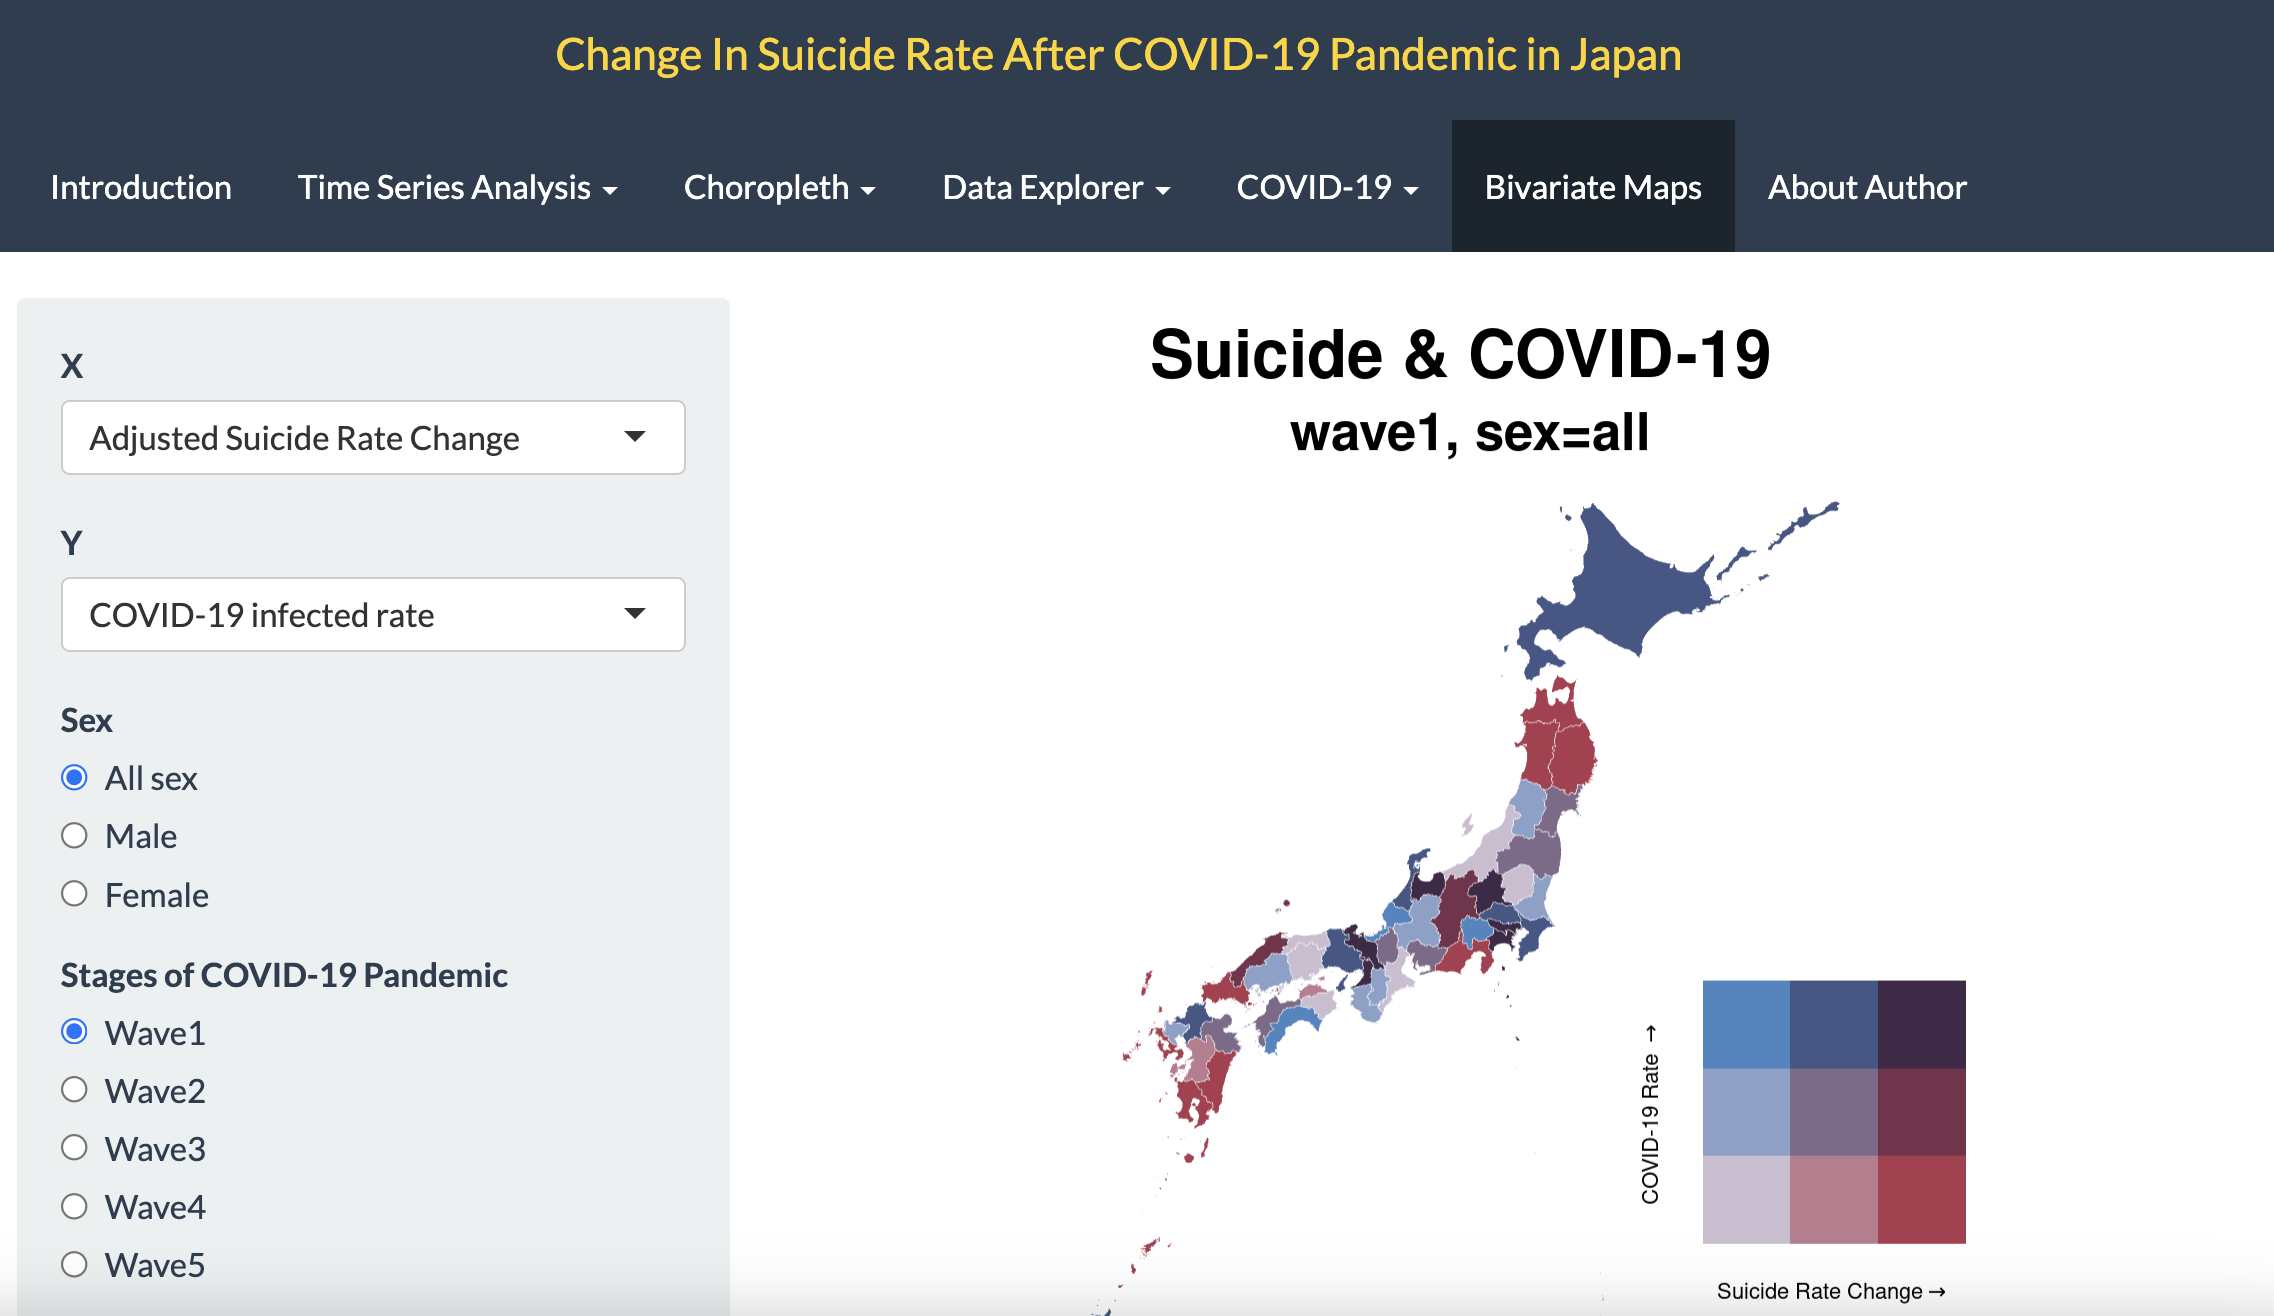 Change In Suicide Rate After COVID-19 Pandemic in Japan
Introduction
Time Series Analysis
Choropleth
Data Explorer
COVID-19
Bivariate Maps
About Author
X
Adjusted Suicide Rate Change
Y
COVID-19 infected rate
Sex
All sex
Male
Female
Stages of COVID-19 Pandemic
Wave1
Wave2
Wave3
Wave4
Wave5
Suicide & COVID-19
wave1, sex=all
COVID-19 Rate →
Suicide Rate Change →